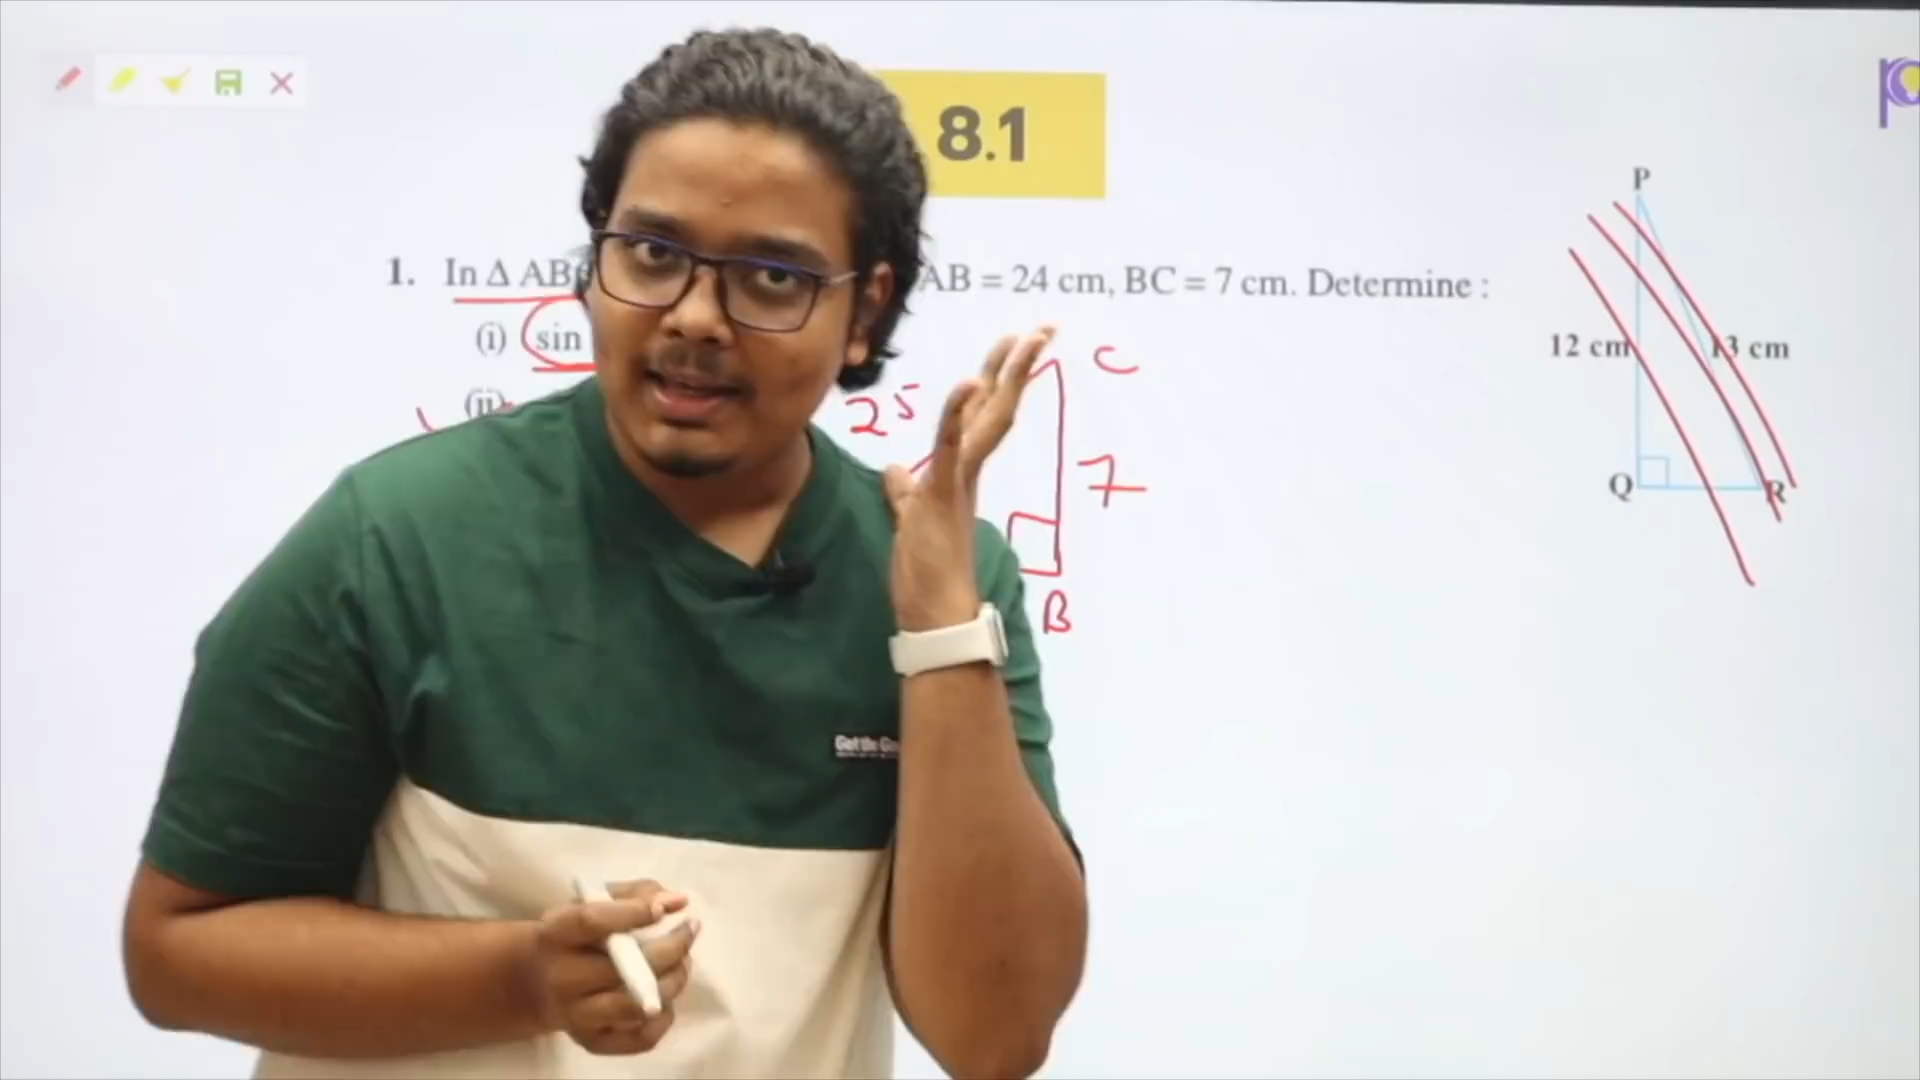 8.1
P
1. In Δ AB AB = 24 cm, BC = 7 cm. Determine :
(i) sin
C
12 cm 13 cm
(ii)
25
7
Q R
B